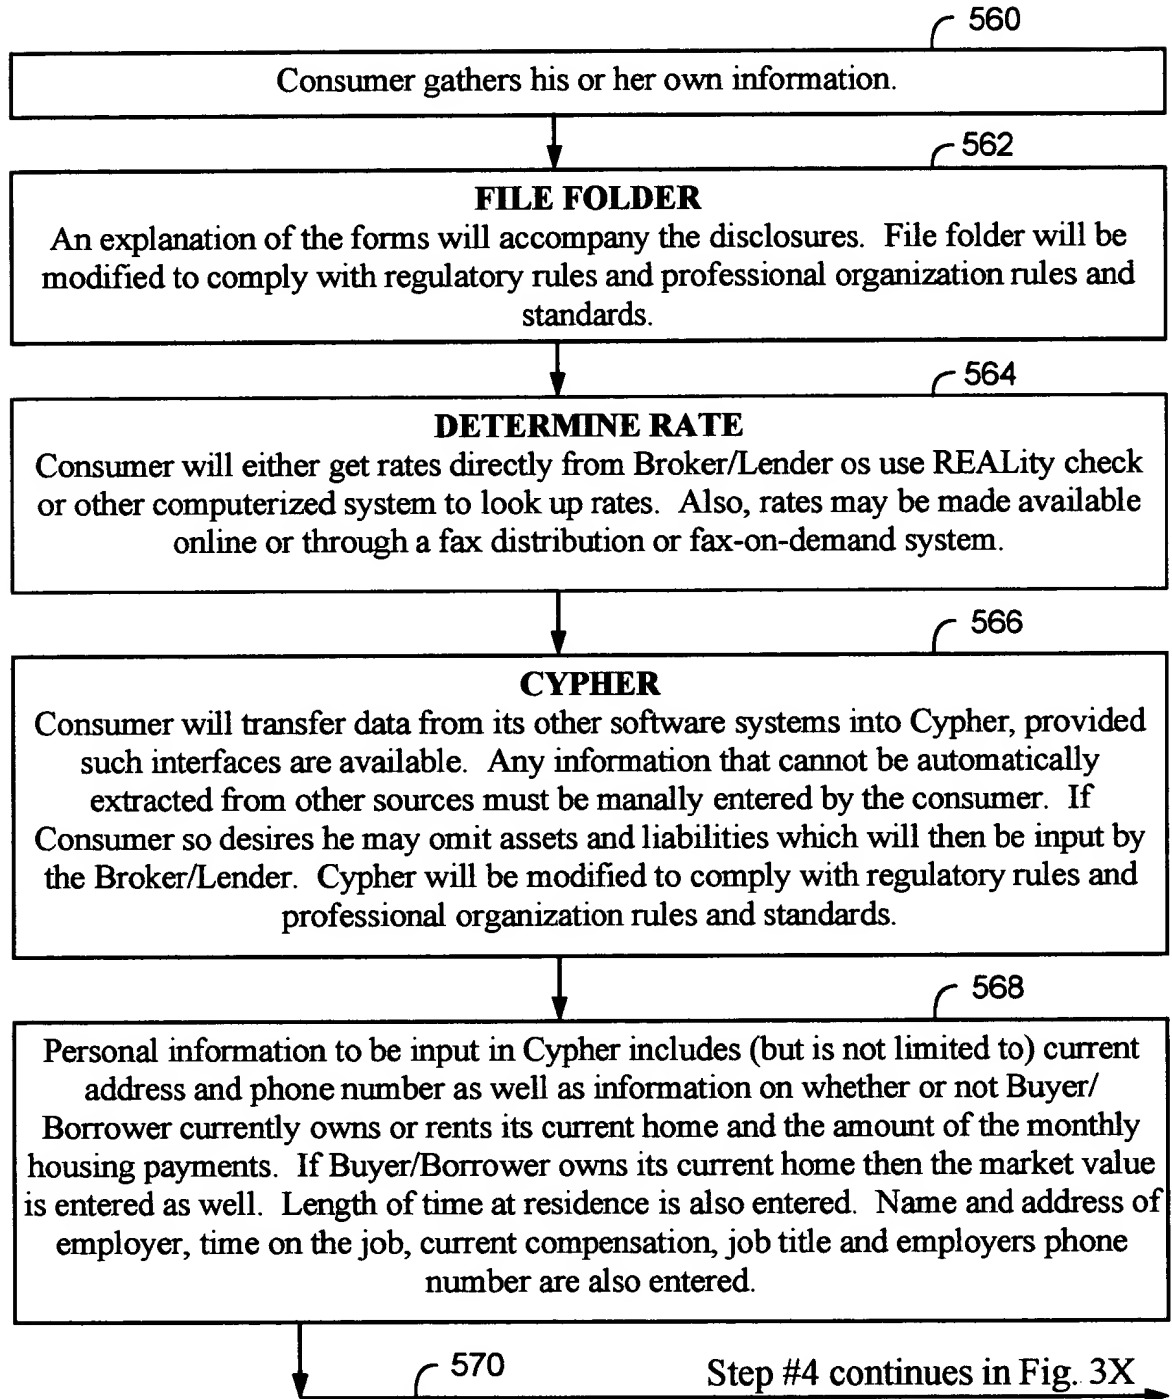 560
Consumer gathers his or her own information.
562
FILE FOLDER
An explanation of the forms will accompany the disclosures. File folder will be
modified to comply with regulatory rules and professional organization rules and
standards.
564
DETERMINE RATE
Consumer will either get rates directly from Broker/Lender os use REALity check
or other computerized system to look up rates. Also, rates may be made available
online or through a fax distribution or fax-on-demand system.
566
CYPHER
Consumer will transfer data from its other software systems into Cypher, provided
such interfaces are available. Any information that cannot be automatically
extracted from other sources must be manally entered by the consumer. If
Consumer so desires he may omit assets and liabilities which will then be input by
the Broker/Lender. Cypher will be modified to comply with regulatory rules and
professional organization rules and standards.
568
Personal information to be input in Cypher includes (but is not limited to) current
address and phone number as well as information on whether or not Buyer/
Borrower currently owns or rents its current home and the amount of the monthly
housing payments. If Buyer/Borrower owns its current home then the market value
is entered as well. Length of time at residence is also entered. Name and address of
employer, time on the job, current compensation, job title and employers phone
number are also entered.
570
Step #4 continues in Fig. 3X